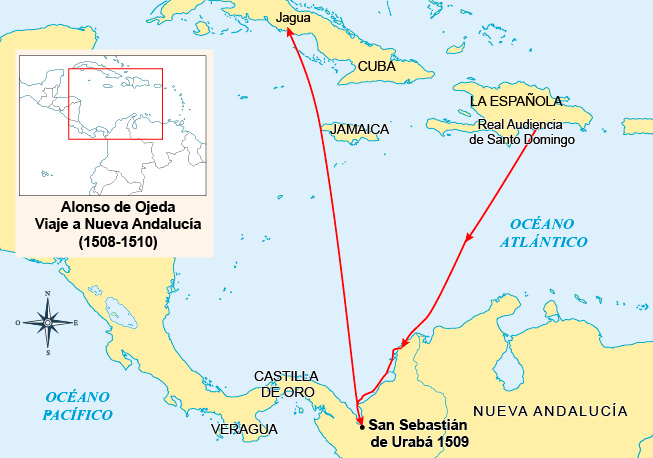 Jagua
CUBA
LA ESPAÑOLA
Real Audiencia
de Santo Domingo
JAMAICA
Alonso de Ojeda
Viaje a Nueva Andalucía
(1508-1510)
OCÉANO
ATLÁNTICO
N
O
E
S
CASTILLA
DE ORO
OCÉANO
PACÍFICO
VERAGUA
San Sebastián
de Urabá 1509
NUEVA ANDALUCÍA